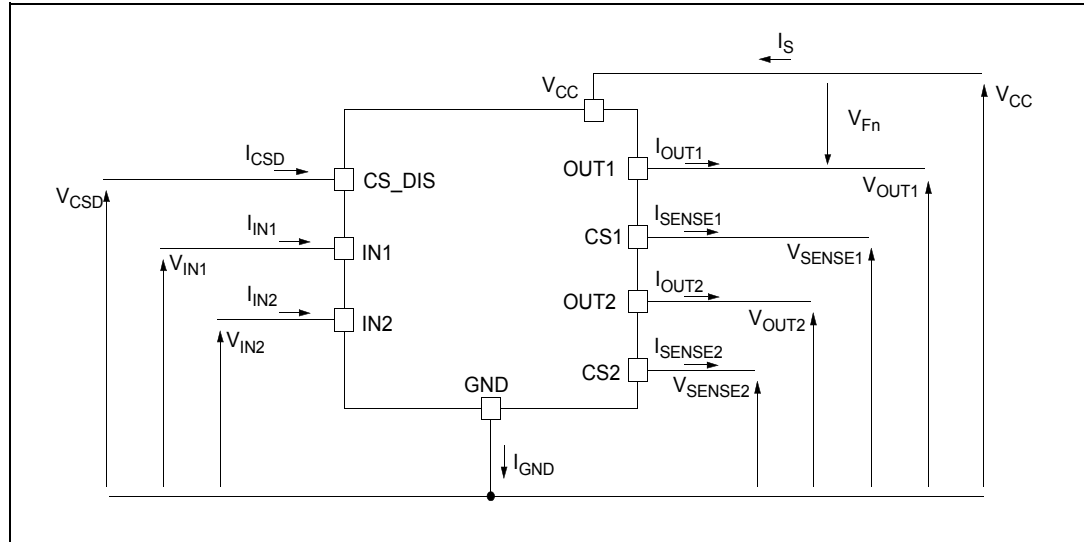 I_S
V_CC
V_CC
V_Fn
I_CSD
I_OUT1
OUT1
CS_DIS
V_CSD
V_OUT1
I_IN1
I_SENSE1
CS1
IN1
V_IN1
V_SENSE1
I_IN2
I_OUT2
OUT2
IN2
V_IN2
V_OUT2
I_SENSE2
CS2
GND
V_SENSE2
I_GND